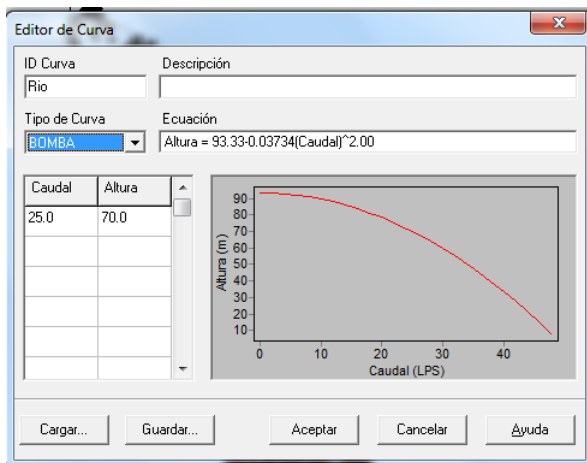 Editor de Curva
ID Curva Descripción
Rio
Tipo de Curva Ecuación
BOMBA Altura = 93.33-0.03734(Caudal)^2.00
Caudal Altura
25.0 70.0
90
80
70
60
50
40
30
20
10
Altura (m)
0 10 20 30 40
Caudal (LPS)
Cargar... Guardar... Aceptar Cancelar Ayuda